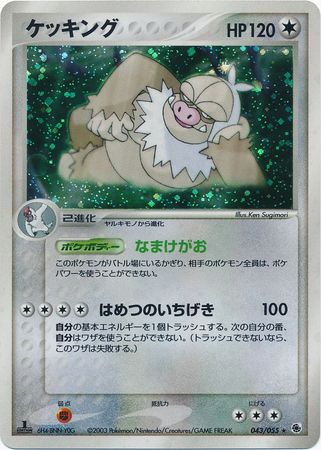 ケッキング HP120
Illus. Ken Sugimori
2進化 ヤルキモノから進化
ポケボディー なまけがお
このポケモンがバトル場にいるかぎり、相手のポケモン全員は、ポケ
パワーを使うことができない。
はめつのいちげき 100
自分の基本エネルギーを1個トラッシュする。次の自分の番、
自分はワザを使うことができない。(トラッシュできないなら、
このワザは失敗する。)
弱点 抵抗力 にげる
1 EDITION ©2003 Pokémon/Nintendo/Creatures/GAME FREAK 043/055 ★